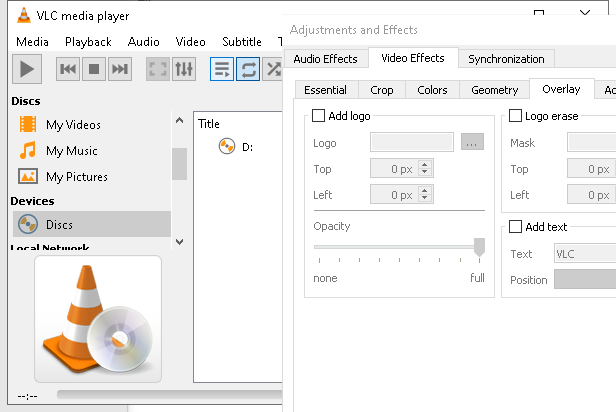 VLC media player
Adjustments and Effects
Media Playback Audio Video Subtitle
Audio Effects Video Effects Synchronization
Essential Crop Colors Geometry Overlay
Discs
My Videos
My Music
My Pictures
Devices
Discs
Local Network
--:--
Title
D:
Add logo
Logo ...
Top 0 px
Left 0 px
Opacity
none full
Logo erase
Mask
Top 0 px
Left 0 px
Add text
Text VLC
Position